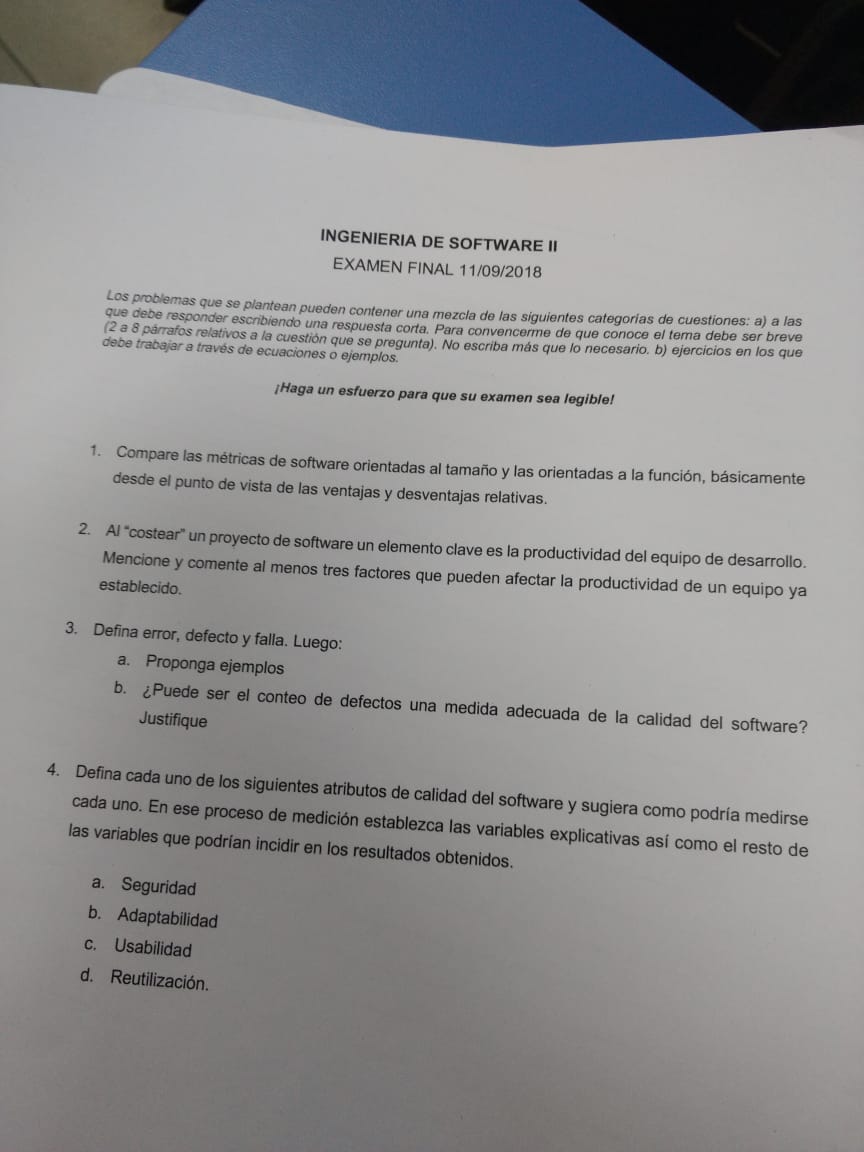 INGENIERIA DE SOFTWARE II
EXAMEN FINAL 11/09/2018
Los problemas que se plantean pueden contener una mezcla de las siguientes categorías de cuestiones: a) a las
que debe responder escribiendo una respuesta corta. Para convencerme de que conoce el tema debe ser breve
(2 a 8 párrafos relativos a la cuestión que se pregunta). No escriba más que lo necesario. b) ejercicios en los que
debe trabajar a través de ecuaciones o ejemplos.
¡Haga un esfuerzo para que su examen sea legible!
1. Compare las métricas de software orientadas al tamaño y las orientadas a la función, básicamente
desde el punto de vista de las ventajas y desventajas relativas.
2. Al “costear” un proyecto de software un elemento clave es la productividad del equipo de desarrollo.
Mencione y comente al menos tres factores que pueden afectar la productividad de un equipo ya
establecido.
3. Defina error, defecto y falla. Luego:
a. Proponga ejemplos
b. ¿Puede ser el conteo de defectos una medida adecuada de la calidad del software?
Justifique
4. Defina cada uno de los siguientes atributos de calidad del software y sugiera como podría medirse
cada uno. En ese proceso de medición establezca las variables explicativas así como el resto de
las variables que podrían incidir en los resultados obtenidos.
a. Seguridad
b. Adaptabilidad
c. Usabilidad
d. Reutilización.